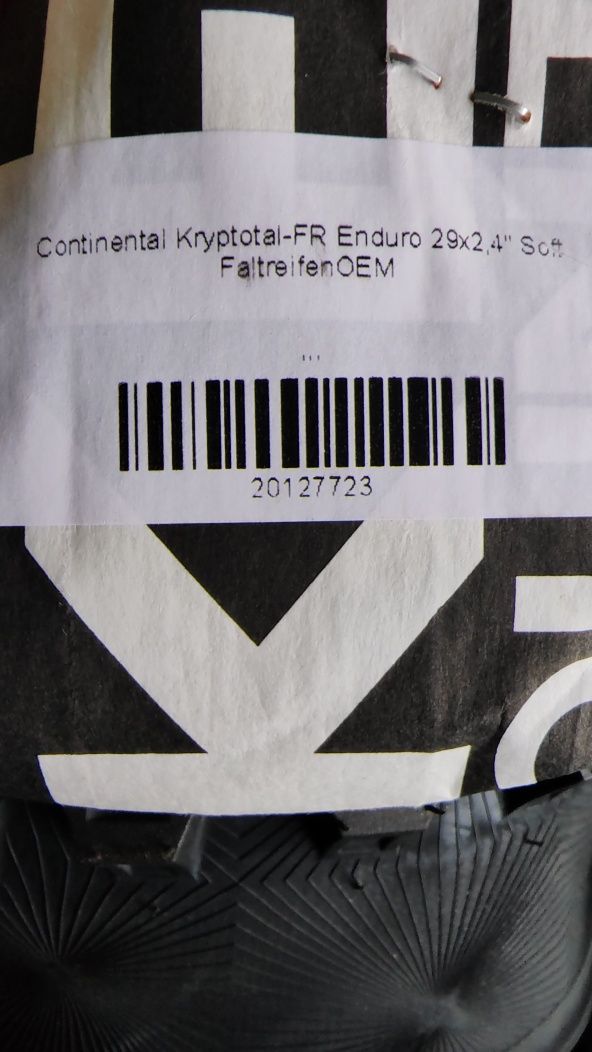 Continental Kryptotal-FR Enduro 29x2,4" Soft
FaltreifenOEM
20127723